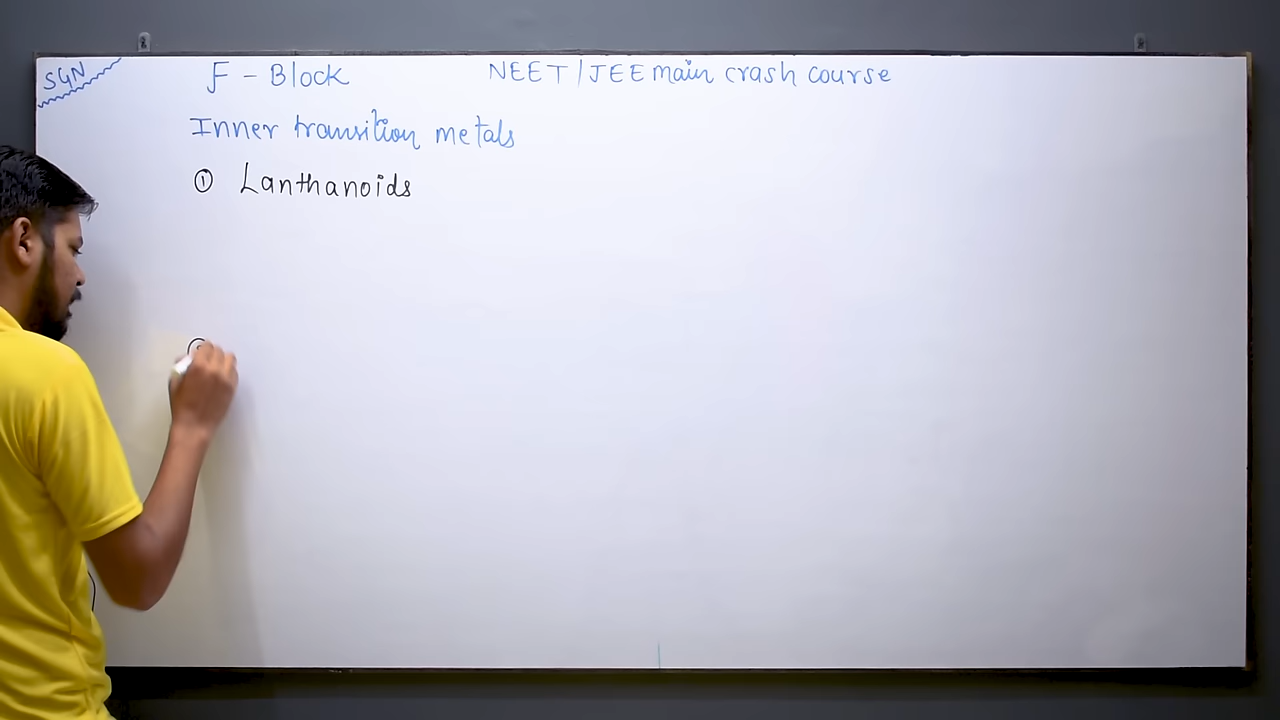 SGN
F - Block NEET/JEE main crash course
Inner transition metals
① Lanthanoids